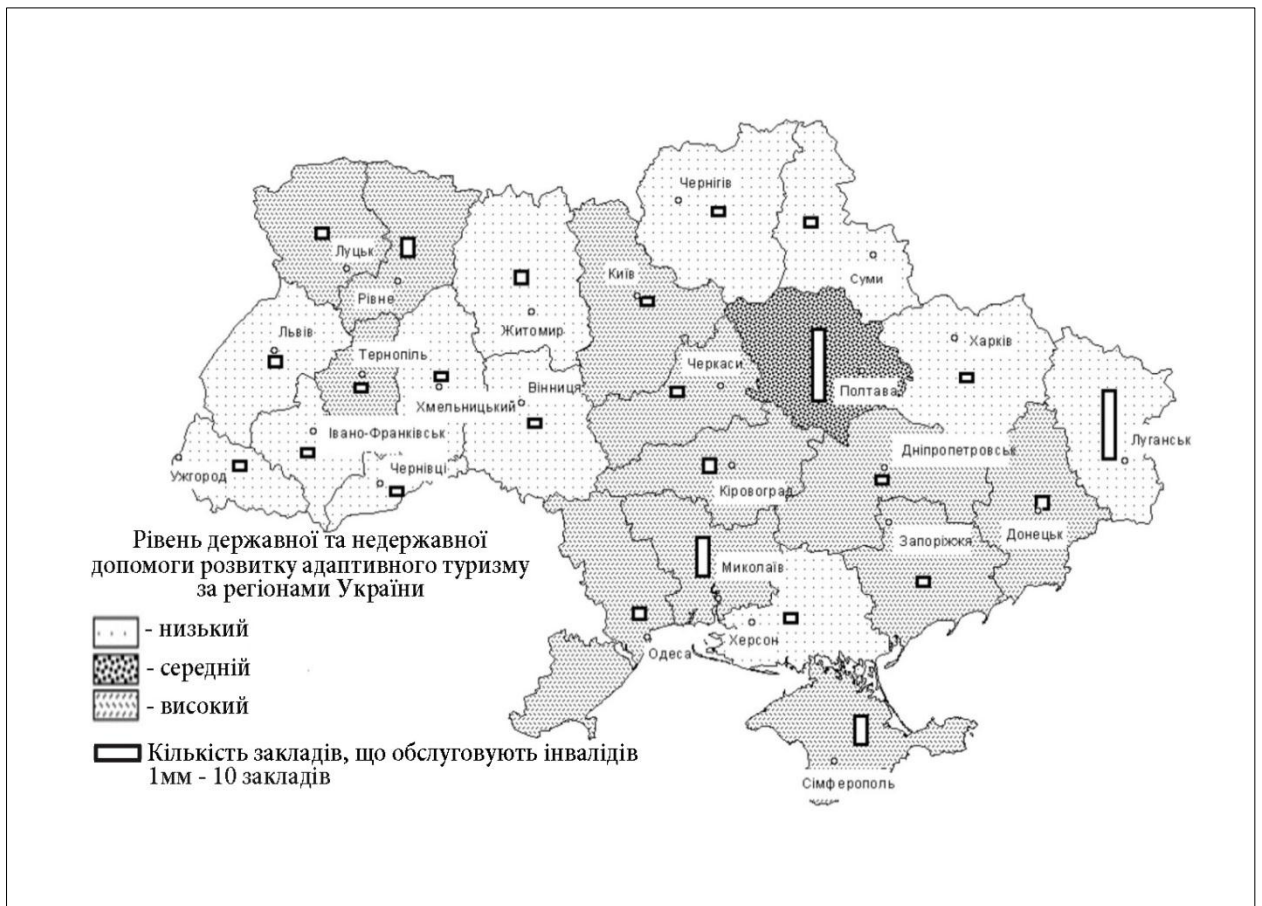 Чернігів
Суми
Київ
Луцьк
Рівне
Житомир
Львів
Тернопіль
Хмельницький
Вінниця
Черкаси
Полтава
Харків
Луганськ
Івано-Франківськ
Ужгород
Чернівці
Кіровоград
Дніпропетровськ
Запоріжжя
Донецьк
Миколаїв
Херсон
Одеса
Сімферополь
Рівень державної та недержавної
допомоги розвитку адаптивного туризму
за регіонами України
- низький
- середній
- високий
Кількість закладів, що обслуговують інвалідів
1мм - 10 закладів